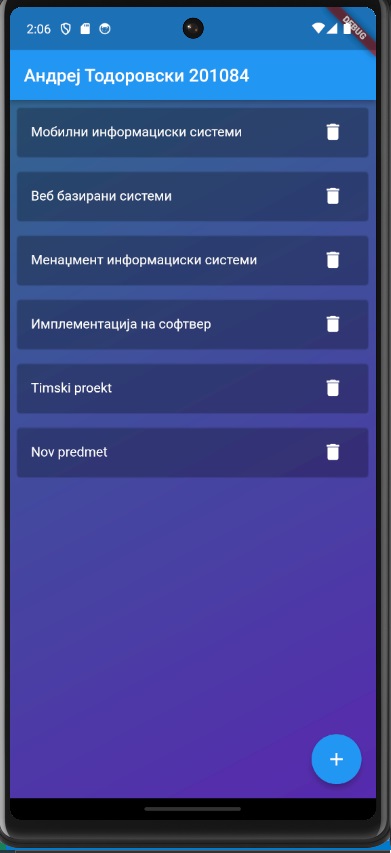 2:06
DEBUG
Андреј Тодоровски 201084
Мобилни информациски системи
Веб базирани системи
Менаџмент информациски системи
Имплементација на софтвер
Timski proekt
Nov predmet